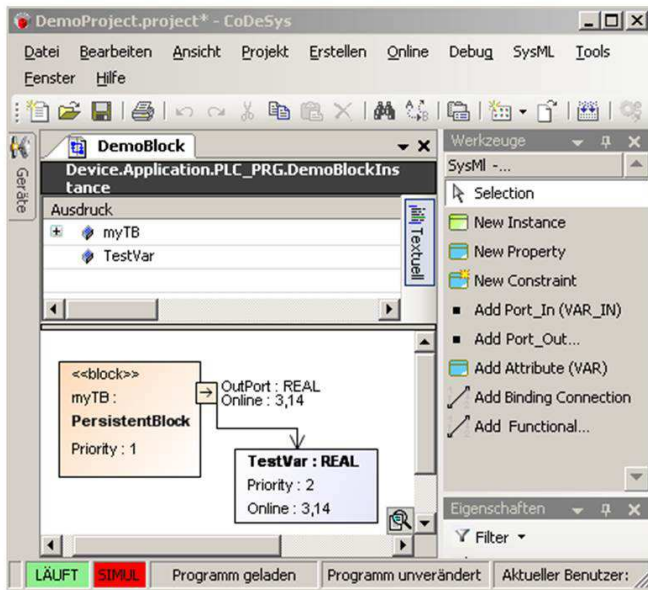 DemoProject.project* - CoDeSys
Datei Bearbeiten Ansicht Projekt Erstellen Online Debug SysML Tools
Fenster Hilfe
Geräte
DemoBlock
Device.Application.PLC_PRG.DemoBlockIns
tance
Ausdruck
myTB
TestVar
Textuell
<<block>>
myTB :
PersistentBlock
Priority : 1
OutPort : REAL
Online : 3,14
TestVar : REAL
Priority : 2
Online : 3,14
Werkzeuge
SysMl -...
Selection
New Instance
New Property
New Constraint
Add Port_In (VAR_IN)
Add Port_Out...
Add Attribute (VAR)
Add Binding Connection
Add Functional...
Eigenschaften
Filter
LÄUFT SIMUL Programm geladen Programm unverändert Aktueller Benutzer: